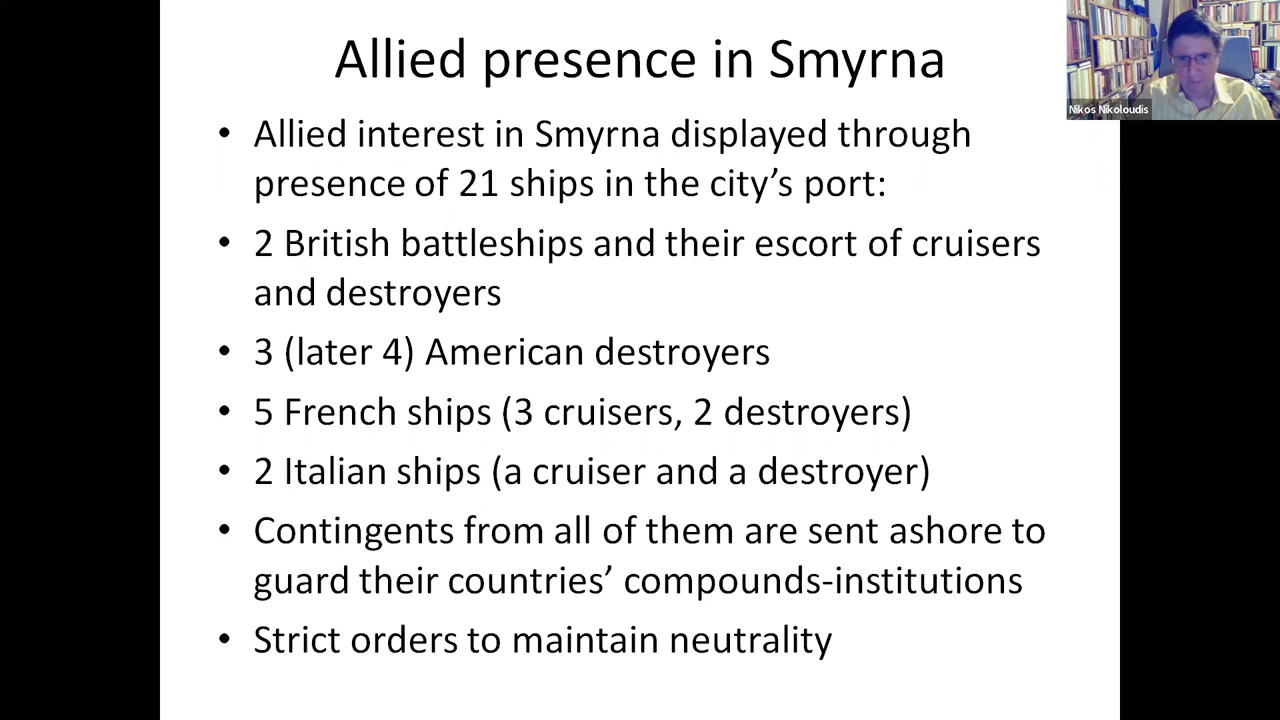 Allied presence in Smyrna
• Allied interest in Smyrna displayed through
presence of 21 ships in the city’s port:
• 2 British battleships and their escort of cruisers
and destroyers
• 3 (later 4) American destroyers
• 5 French ships (3 cruisers, 2 destroyers)
• 2 Italian ships (a cruiser and a destroyer)
• Contingents from all of them are sent ashore to
guard their countries’ compounds-institutions
• Strict orders to maintain neutrality
Nikos Nikoloudis